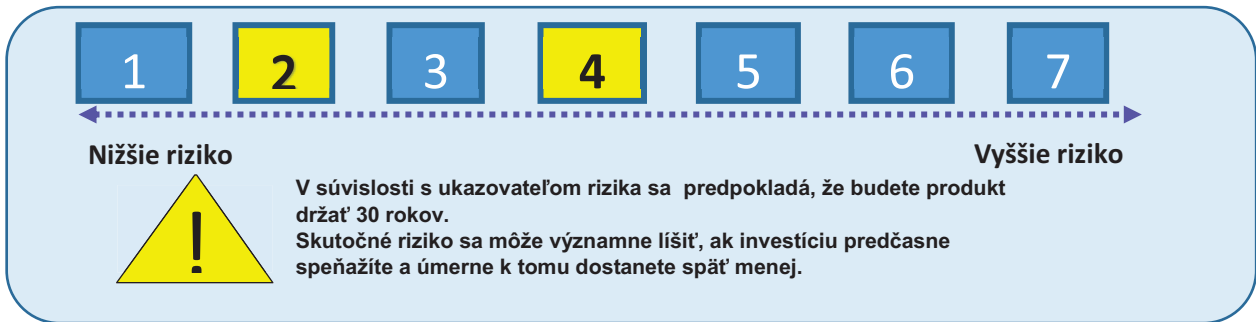 1 2 3 4 5 6 7
Nižšie riziko Vyššie riziko
!
V súvislosti s ukazovateľom rizika sa predpokladá, že budete produkt
držať 30 rokov.
Skutočné riziko sa môže významne líšiť, ak investíciu predčasne
speňažíte a úmerne k tomu dostanete späť menej.